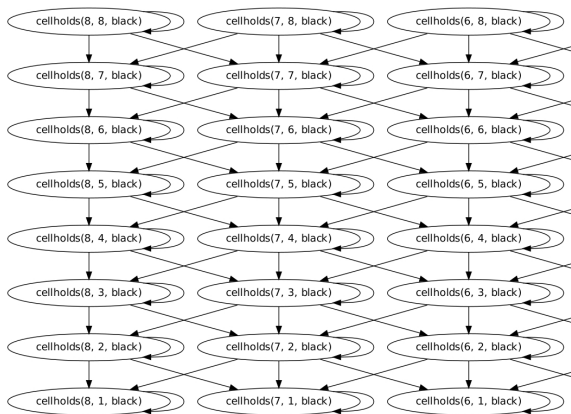 cellholds(8, 8, black) cellholds(7, 8, black) cellholds(6, 8, black)
cellholds(8, 7, black) cellholds(7, 7, black) cellholds(6, 7, black)
cellholds(8, 6, black) cellholds(7, 6, black) cellholds(6, 6, black)
cellholds(8, 5, black) cellholds(7, 5, black) cellholds(6, 5, black)
cellholds(8, 4, black) cellholds(7, 4, black) cellholds(6, 4, black)
cellholds(8, 3, black) cellholds(7, 3, black) cellholds(6, 3, black)
cellholds(8, 2, black) cellholds(7, 2, black) cellholds(6, 2, black)
cellholds(8, 1, black) cellholds(7, 1, black) cellholds(6, 1, black)